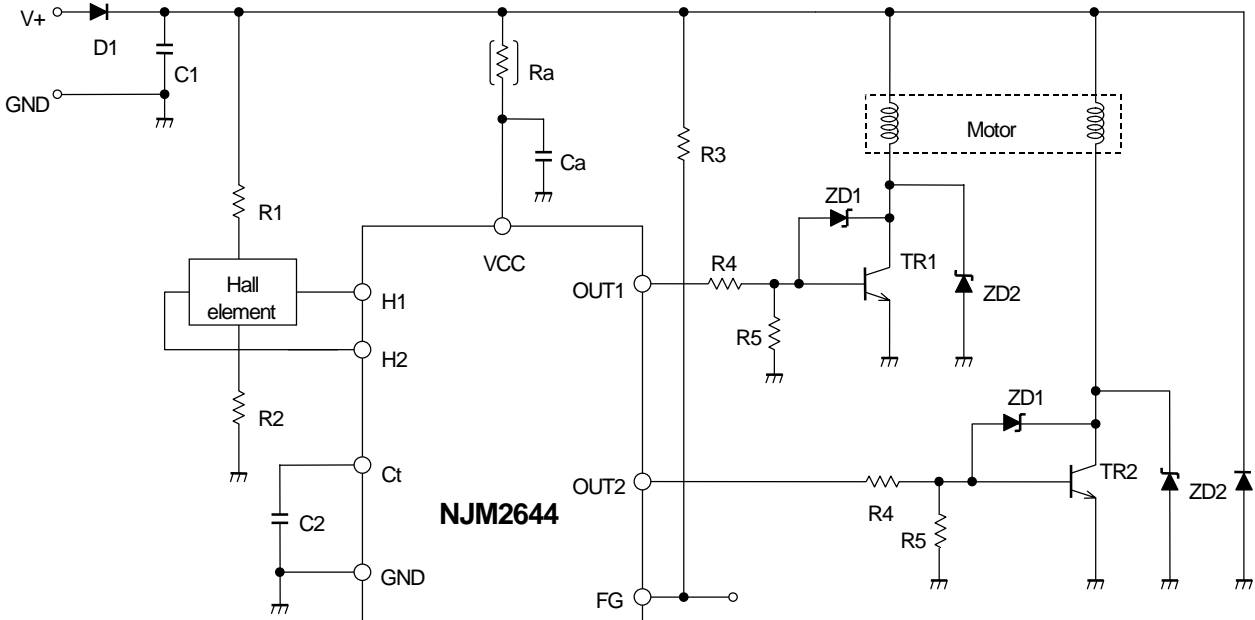 V+
D1
C1
GND
Ra
Ca
R3
Motor
R1
ZD1
TR1
VCC
R4
OUT1
ZD2
Hall
element
H1
R5
H2
ZD1
R2
TR2
Ct
OUT2
ZD2
NJM2644
R4
C2
R5
GND
FG